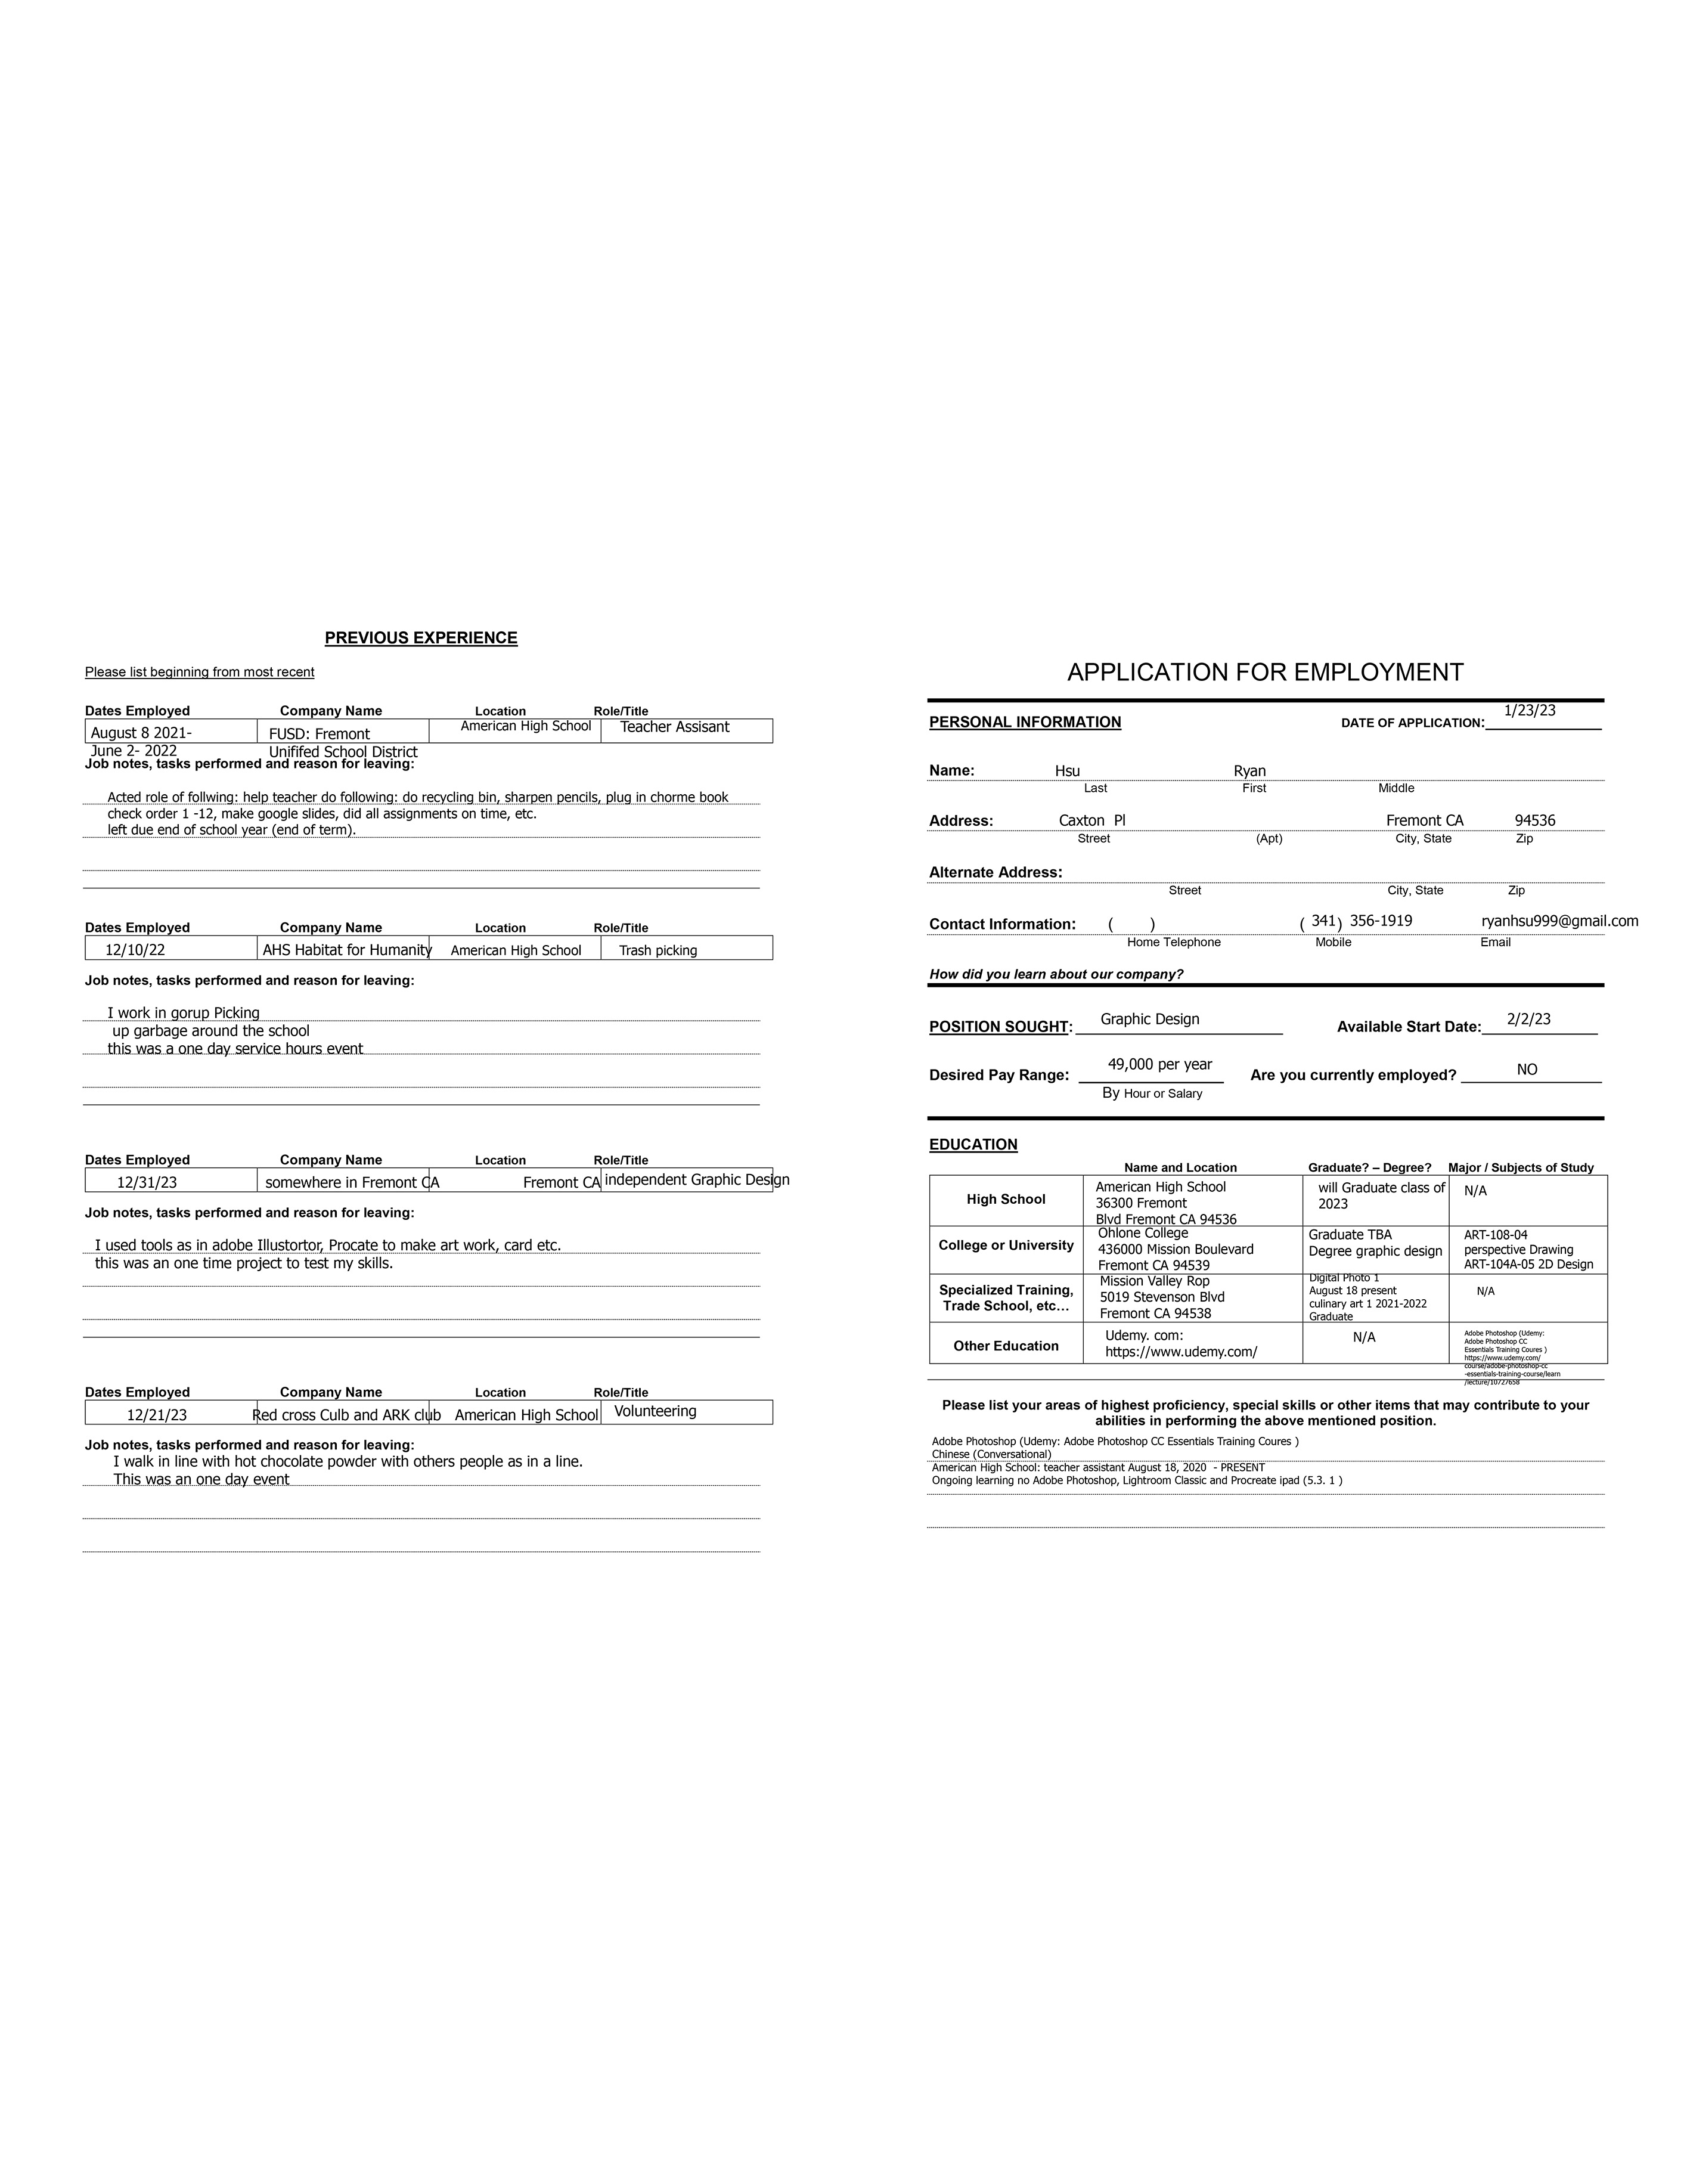 PREVIOUS EXPERIENCE
Please list beginning from most recent
Dates Employed Company Name Location Role/Title
August 8 2021- FUSD: Fremont American High School Teacher Assisant
June 2- 2022 Unififed School District
Job notes, tasks performed and reason for leaving:
Acted role of follwing: help teacher do following: do recycling bin, sharpen pencils, plug in chorme book
check order 1 -12, make google slides, did all assignments on time, etc.
left due end of school year (end of term).
Dates Employed Company Name Location Role/Title
12/10/22 AHS Habitat for Humanity American High School Trash picking
Job notes, tasks performed and reason for leaving:
I work in gorup Picking
up garbage around the school
this was a one day service hours event
Dates Employed Company Name Location Role/Title
12/31/23 somewhere in Fremont CA Fremont CA independent Graphic Design
Job notes, tasks performed and reason for leaving:
I used tools as in adobe Illustortor, Procate to make art work, card etc.
this was an one time project to test my skills.
Dates Employed Company Name Location Role/Title
12/21/23 Red cross Culb and ARK club American High School Volunteering
Job notes, tasks performed and reason for leaving:
I walk in line with hot chocolate powder with others people as in a line.
This was an one day event
APPLICATION FOR EMPLOYMENT
PERSONAL INFORMATION DATE OF APPLICATION: 1/23/23
Name: Hsu Ryan
Last First Middle
Address: Caxton Pl Fremont CA 94536
Street (Apt) City, State Zip
Alternate Address:
Street City, State Zip
Contact Information: ( ) ( 341) 356-1919 ryanhsu999@gmail.com
Home Telephone Mobile Email
How did you learn about our company?
POSITION SOUGHT: Graphic Design Available Start Date: 2/2/23
Desired Pay Range: 49,000 per year Are you currently employed? NO
By Hour or Salary
EDUCATION
Name and Location Graduate? – Degree? Major / Subjects of Study
High School
American High School
36300 Fremont
Blvd Fremont CA 94536
will Graduate class of
2023
N/A
College or University
Ohlone College
436000 Mission Boulevard
Fremont CA 94539
Graduate TBA
Degree graphic design
ART-108-04
perspective Drawing
ART-104A-05 2D Design
Specialized Training,
Trade School, etc…
Mission Valley Rop
5019 Stevenson Blvd
Fremont CA 94538
Digital Photo 1
August 18 present
culinary art 1 2021-2022
Graduate
N/A
Other Education
Udemy. com:
https://www.udemy.com/
N/A
Adobe Photoshop (Udemy:
Adobe Photoshop CC
Essentials Training Coures )
https://www.udemy.com/
course/adobe-photoshop-cc
-essentials-training-course/learn
/lecture/10727658
Please list your areas of highest proficiency, special skills or other items that may contribute to your
abilities in performing the above mentioned position.
Adobe Photoshop (Udemy: Adobe Photoshop CC Essentials Training Coures )
Chinese (Conversational)
American High School: teacher assistant August 18, 2020 - PRESENT
Ongoing learning no Adobe Photoshop, Lightroom Classic and Procreate ipad (5.3. 1 )